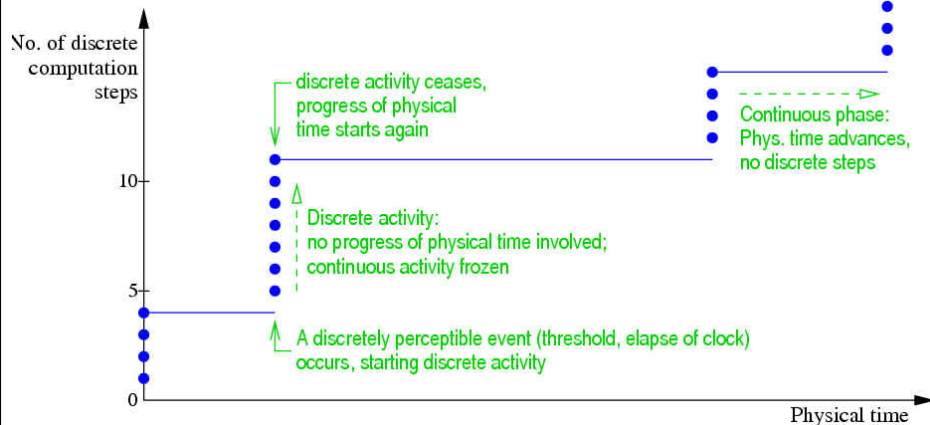 No. of discrete
computation
steps
discrete activity ceases,
progress of physical
time starts again
Continuous phase:
Phys. time advances,
no discrete steps
10
Discrete activity:
no progress of physical time involved;
continuous activity frozen
5
A discretely perceptible event (threshold, elapse of clock)
occurs, starting discrete activity
0
Physical time